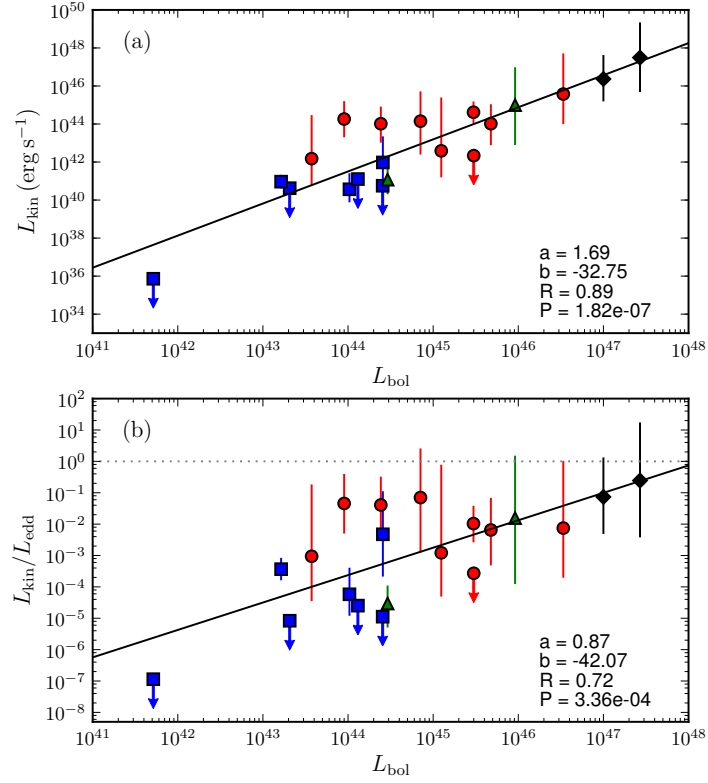 10^50
10^48
10^46
10^44
10^42
10^40
10^38
10^36
10^34
L_kin (erg s^−1)
(a)
a = 1.69
b = -32.75
R = 0.89
P = 1.82e-07
10^41 10^42 10^43 10^44 10^45 10^46 10^47 10^48
L_bol
10^2
10^1
10^0
10^−1
10^−2
10^−3
10^−4
10^−5
10^−6
10^−7
10^−8
L_kin/L_edd
(b)
a = 0.87
b = -42.07
R = 0.72
P = 3.36e-04
10^41 10^42 10^43 10^44 10^45 10^46 10^47 10^48
L_bol